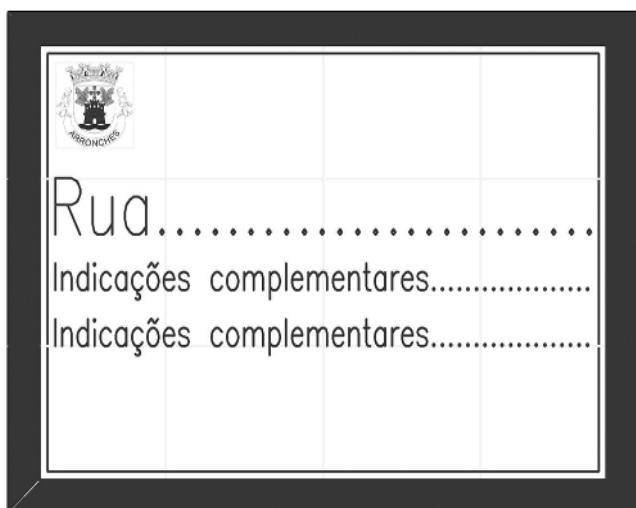 ARRONCHES
Rua.........................
Indicações complementares...................
Indicações complementares...................